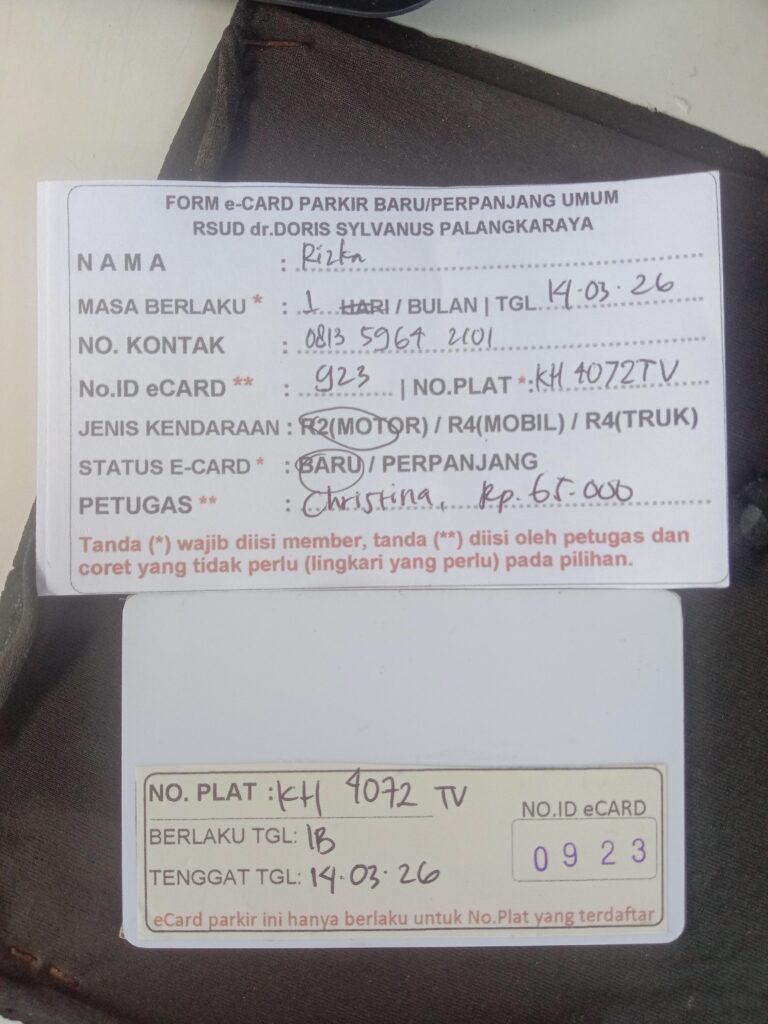 FORM e-CARD PARKIR BARU/PERPANJANG UMUM
RSUD dr.DORIS SYLVANUS PALANGKARAYA
NAMA : Rizka
MASA BERLAKU * : 1 HARI / BULAN | TGL 14.03.26
NO. KONTAK : 0813 5964 2101
No.ID eCARD ** : 923 | NO.PLAT *: KH 4072 TV
JENIS KENDARAAN : R2(MOTOR) / R4(MOBIL) / R4(TRUK)
STATUS E-CARD * : BARU / PERPANJANG
PETUGAS ** : Christina, Rp. 65.000
Tanda (*) wajib diisi member, tanda (**) diisi oleh petugas dan
coret yang tidak perlu (lingkari yang perlu) pada pilihan.
NO. PLAT : KH 4072 TV
NO.ID eCARD
BERLAKU TGL: 1B
0923
TENGGAT TGL: 14.03.26
eCard parkir ini hanya berlaku untuk No.Plat yang terdaftar